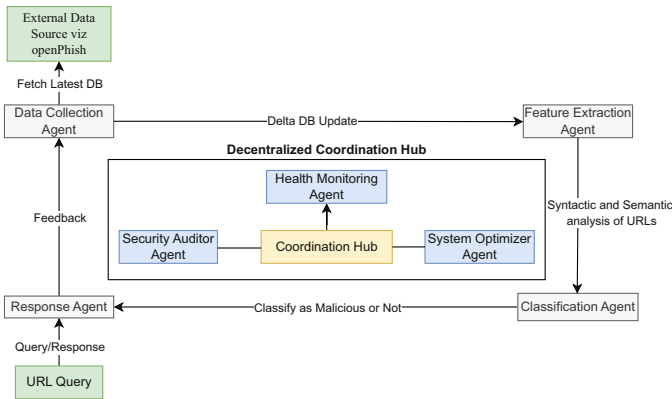 External Data
Source viz
openPhish
Fetch Latest DB
Data Collection
Agent
Delta DB Update
Feature Extraction
Agent
Decentralized Coordination Hub
Health Monitoring
Agent
Feedback
Syntactic and Semantic
analysis of URLs
Security Auditor
Agent
Coordination Hub
System Optimizer
Agent
Response Agent
Classify as Malicious or Not
Classification Agent
Query/Response
URL Query